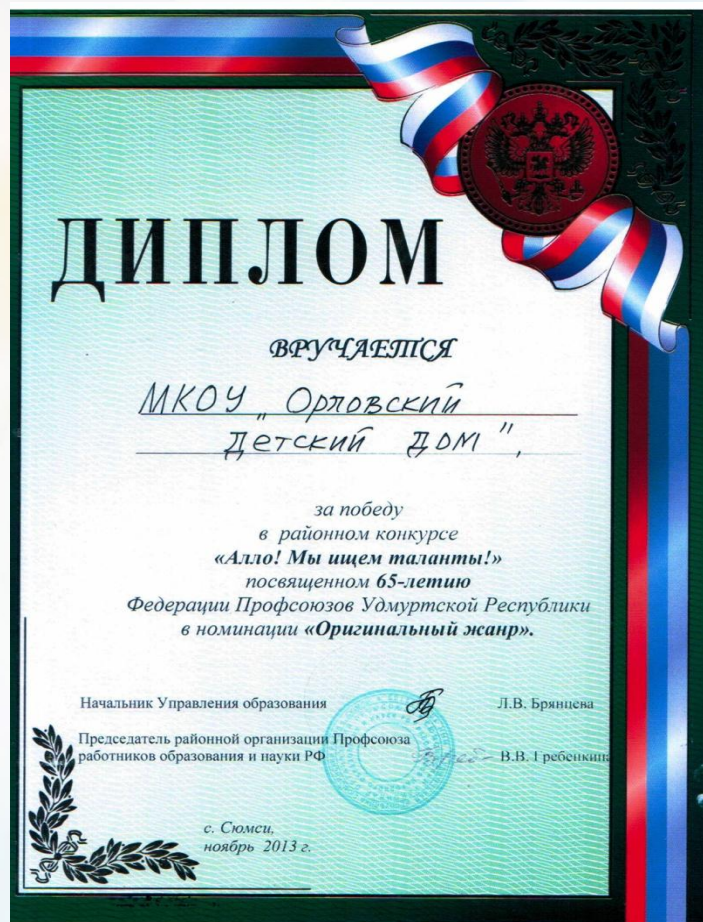 ДИПЛОМ
ВРУЧАЕТСЯ
МКОУ „Орловский
детский дом",
за победу
в районном конкурсе
«Алло! Мы ищем таланты!»
посвященном 65-летию
Федерации Профсоюзов Удмуртской Республики
в номинации «Оригинальный жанр».
Начальник Управления образования Л.В. Брянцева
Председатель районной организации Профсоюза
работников образования и науки РФ В.В. Гребенкина
с. Сюмси,
ноябрь 2013 г.